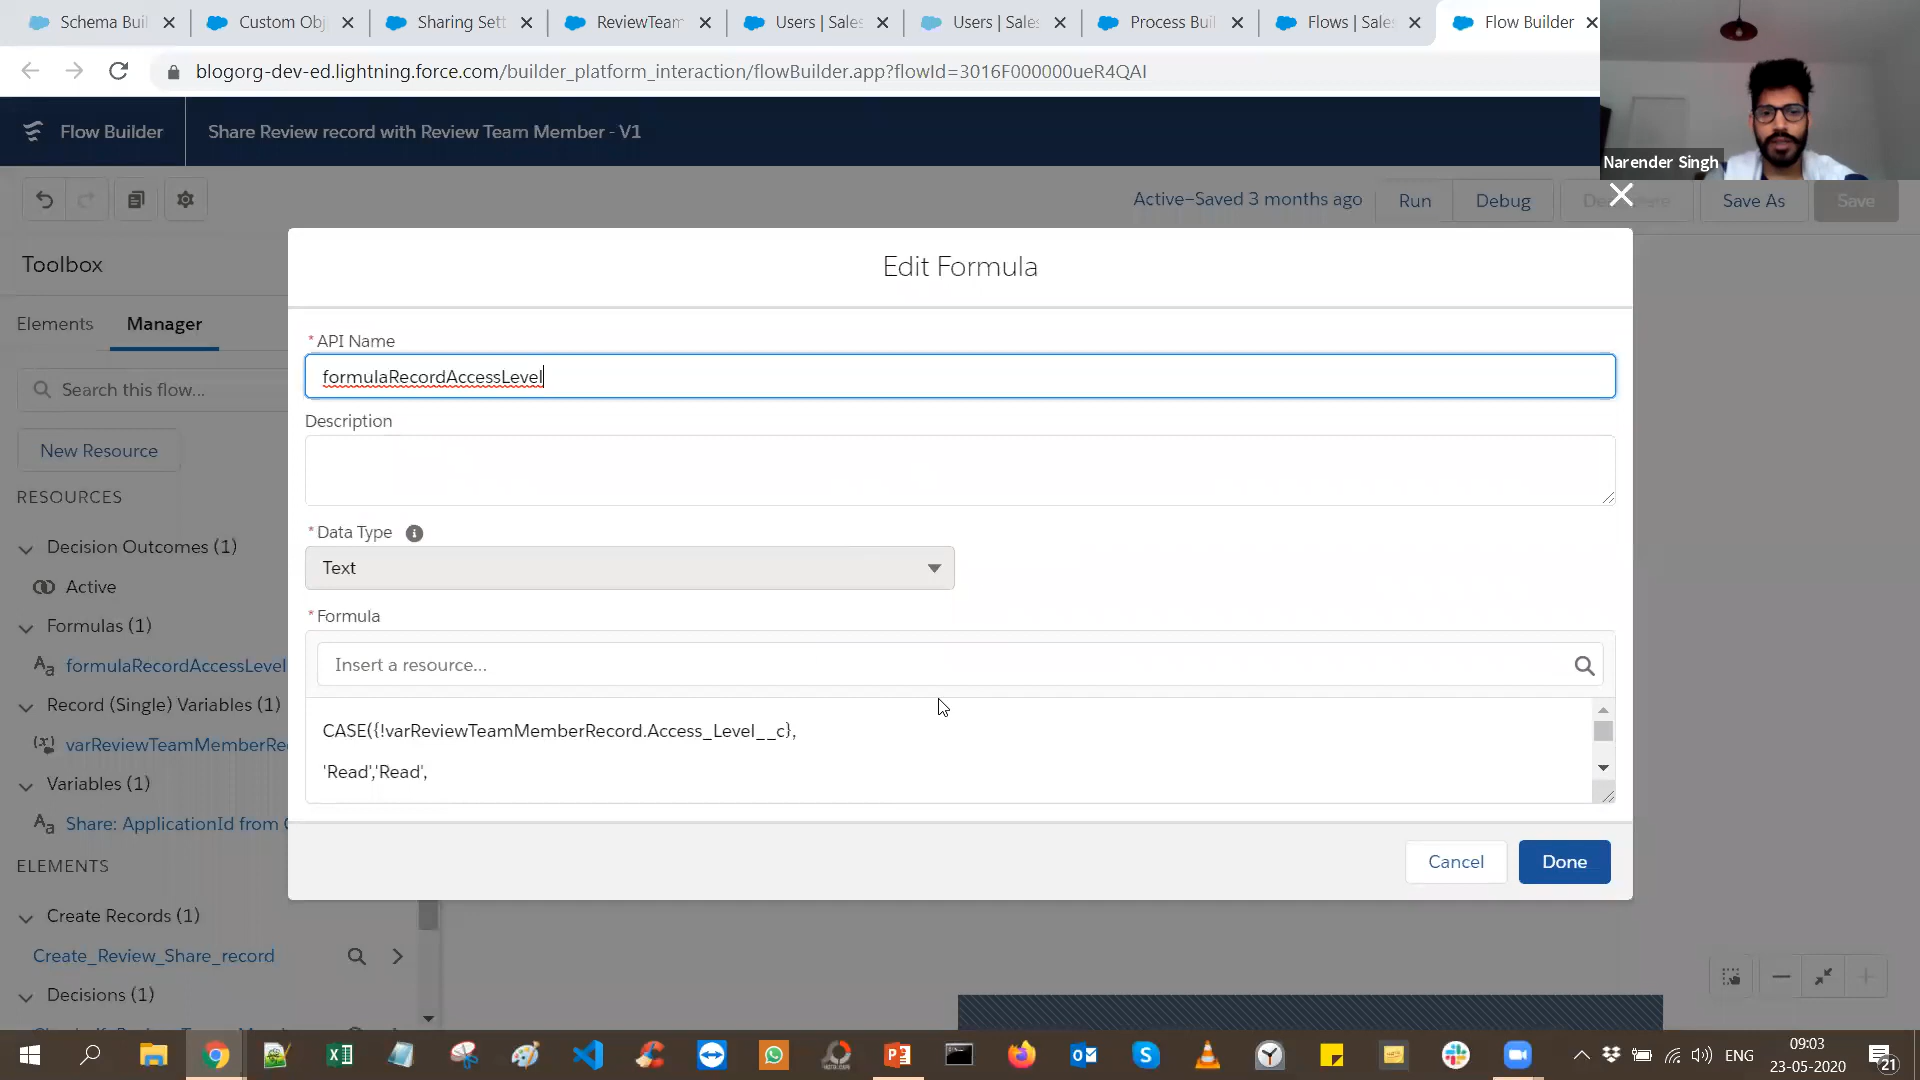 Schema Buil
Custom Obj
Sharing Sett
ReviewTeam
Users | Sales
Users | Sales
Process Buil
Flows | Sales
Flow Builder
blogorg-dev-ed.lightning.force.com/builder_platform_interaction/flowBuilder.app?flowId=3016F000000ueR4QAI
Flow Builder
Share Review record with Review Team Member - V1
Narender Singh
Active–Saved 3 months ago
Run
Debug
Save As
Save
Toolbox
Elements
Manager
Search this flow...
New Resource
RESOURCES
Decision Outcomes (1)
Active
Formulas (1)
formulaRecordAccessLevel
Record (Single) Variables (1)
varReviewTeamMemberRe
Variables (1)
Share: ApplicationId from
ELEMENTS
Create Records (1)
Create_Review_Share_record
Decisions (1)
Edit Formula
* API Name
formulaRecordAccessLevel
Description
* Data Type
Text
* Formula
Insert a resource...
CASE({!varReviewTeamMemberRecord.Access_Level__c},
'Read','Read',
Cancel
Done
ENG
09:03
23-05-2020
21